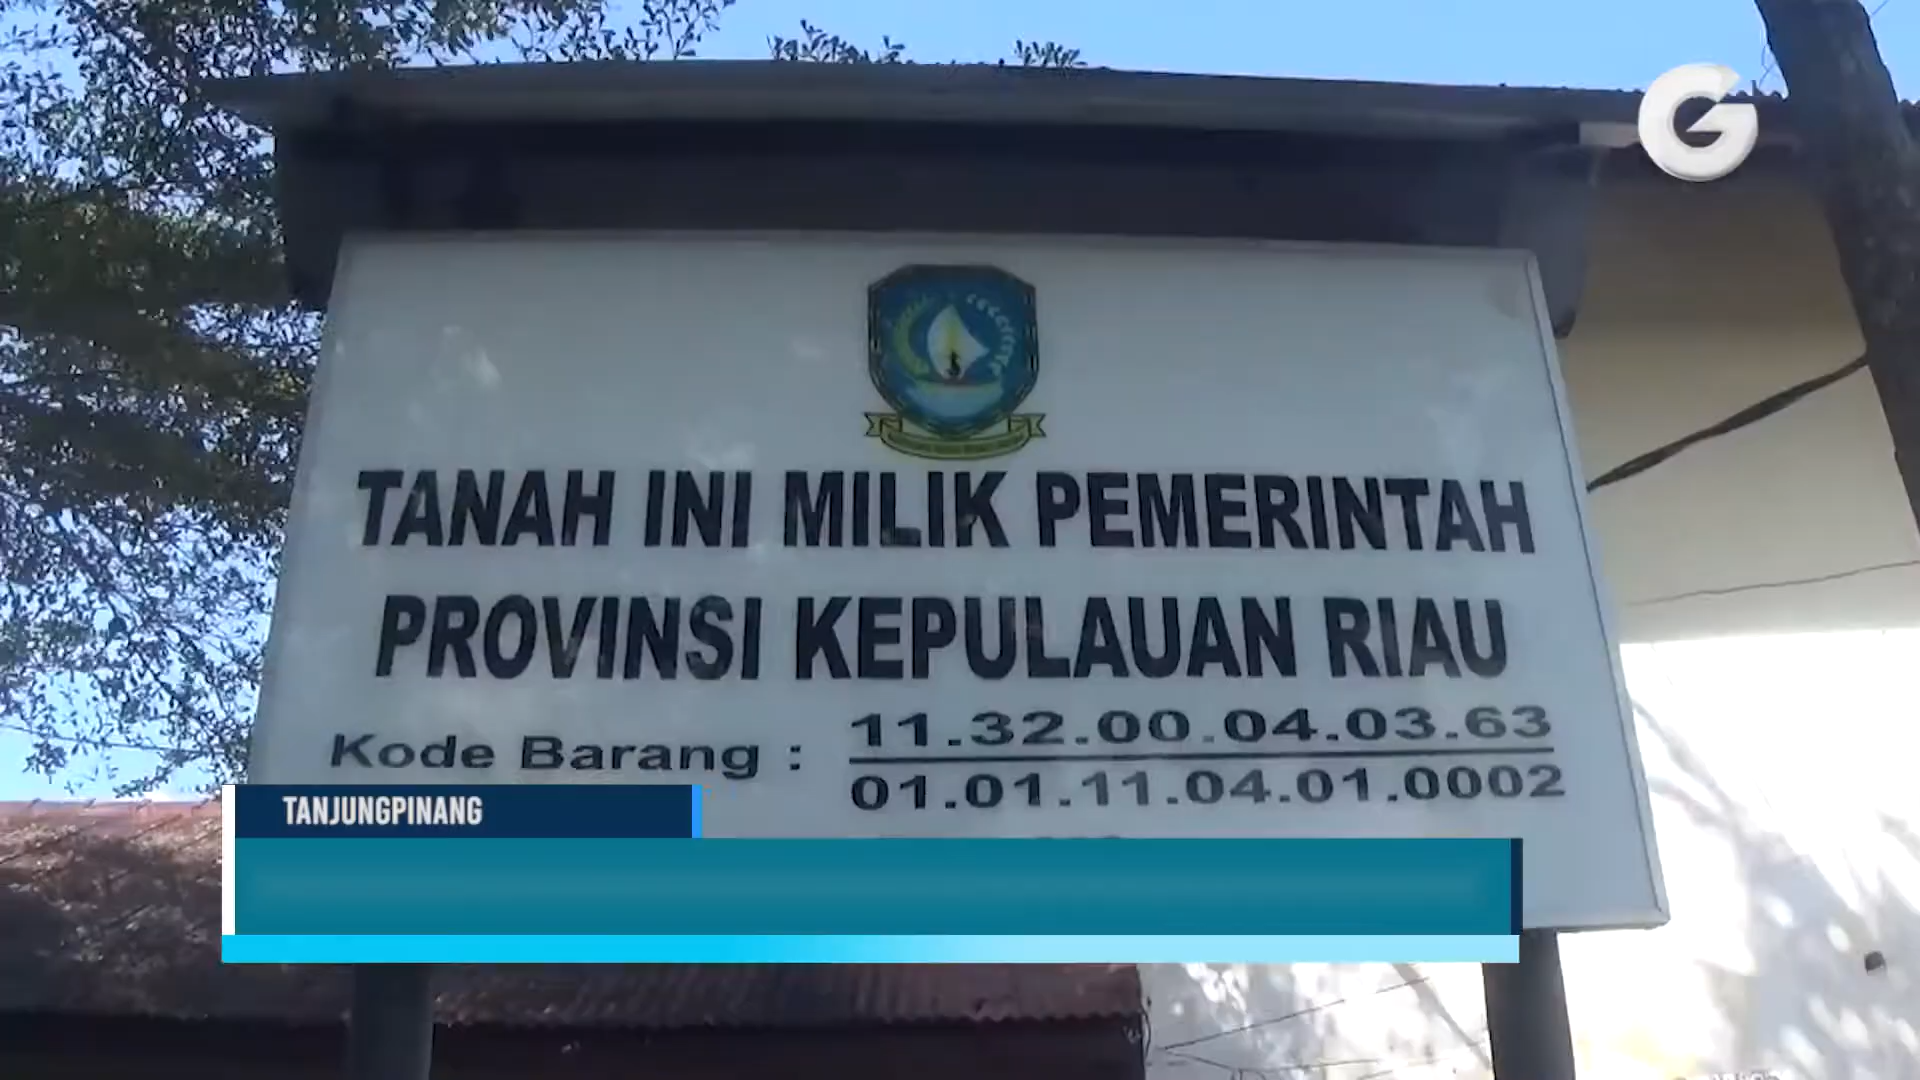 TANAH INI MILIK PEMERINTAH
PROVINSI KEPULAUAN RIAU
Kode Barang : 11.32.00.04.03.63
01.01.11.04.01.0002
TANJUNGPINANG